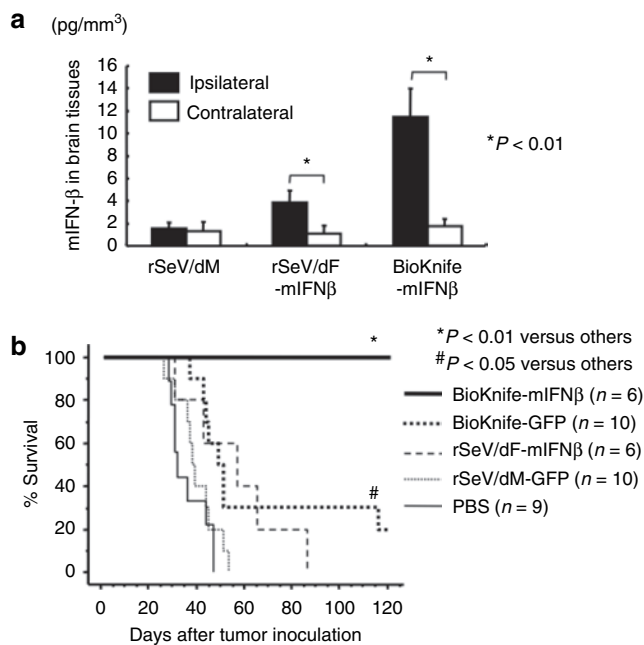 a (pg/mm³)
mIFN-β in brain tissues
16
14
12
10
8
6
4
2
0
Ipsilateral
Contralateral
*
*
*P < 0.01
rSeV/dM
rSeV/dF
-mIFNβ
BioKnife
-mIFNβ
b
% Survival
100
80
60
40
20
0
*
#
0 20 40 60 80 100 120
Days after tumor inoculation
*P < 0.01 versus others
#P < 0.05 versus others
BioKnife-mIFNβ (n = 6)
BioKnife-GFP (n = 10)
rSeV/dF-mIFNβ (n = 6)
rSeV/dM-GFP (n = 10)
PBS (n = 9)